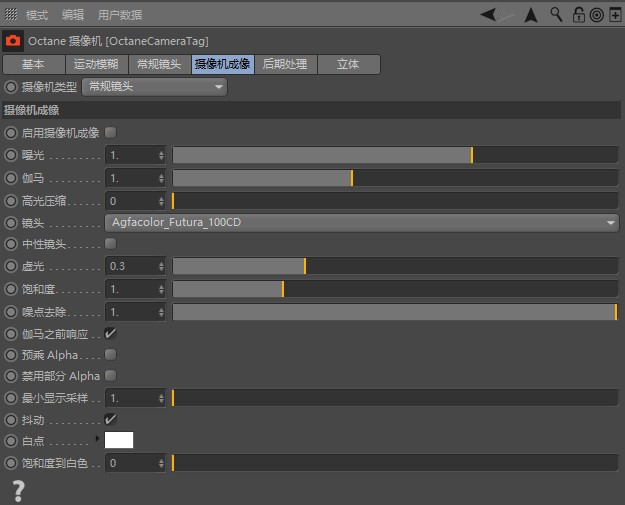 模式 编辑 用户数据
Octane 摄像机 [OctaneCameraTag]
基本 运动模糊 常规镜头 摄像机成像 后期处理 立体
摄像机类型 常规镜头
摄像机成像
启用摄像机成像
曝光 . . . . . . . . 1.
伽马 . . . . . . . . 1.
高光压缩 . . . . . 0
镜头 . . . . . . . . Agfacolor_Futura_100CD
中性镜头 . . . . .
虚光 . . . . . . . . 0.3
饱和度 . . . . . . . 1.
噪点去除 . . . . . 1.
伽马之前响应 . .
预乘 Alpha . . . .
禁用部分 Alpha
最小显示采样 . . 1.
抖动 . . . . . . . .
白点 . . . . . . . .
饱和度到白色 . . 0
?